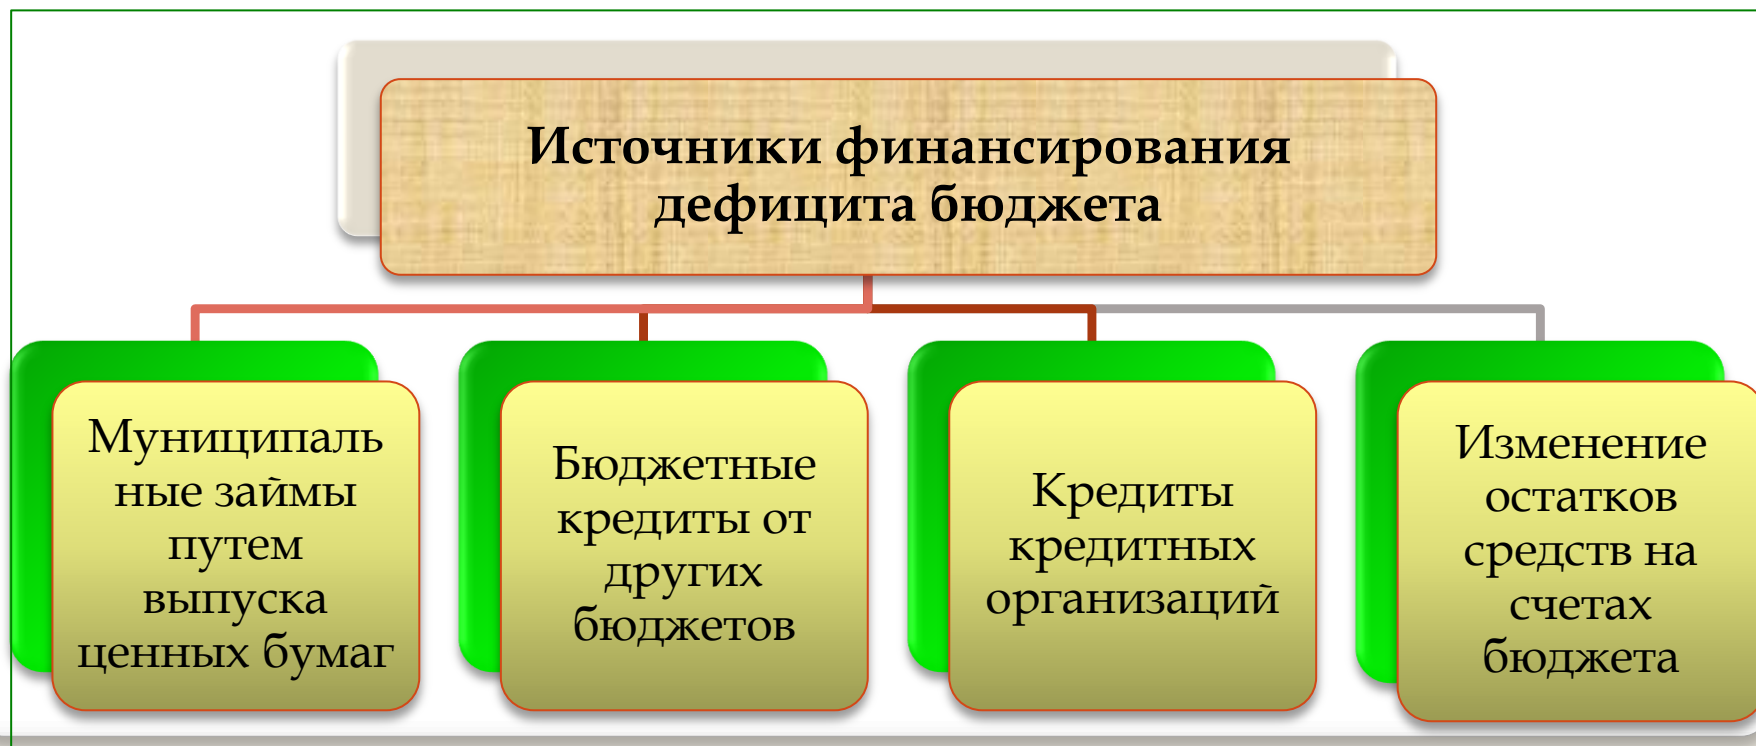 Источники финансирования
дефицита бюджета
Муниципаль
ные займы
путем
выпуска
ценных бумаг
Бюджетные
кредиты от
других
бюджетов
Кредиты
кредитных
организаций
Изменение
остатков
средств на
счетах
бюджета